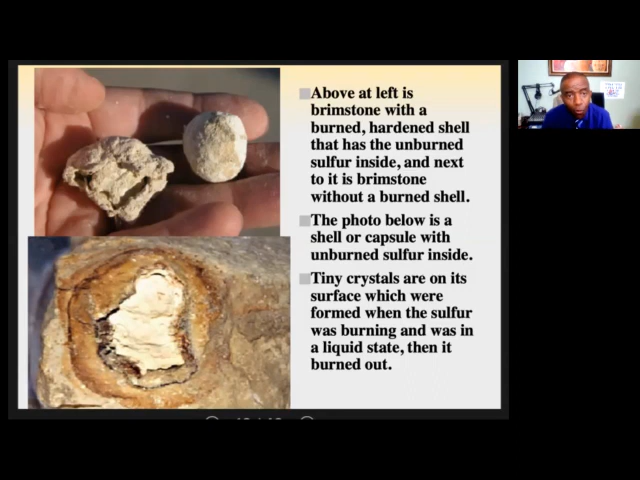 Above at left is
brimstone with a
burned, hardened shell
that has the unburned
sulfur inside, and next
to it is brimstone
without a burned shell.
The photo below is a
shell or capsule with
unburned sulfur inside.
Tiny crystals are on its
surface which were
formed when the sulfur
was burning and was in
a liquid state, then it
burned out.